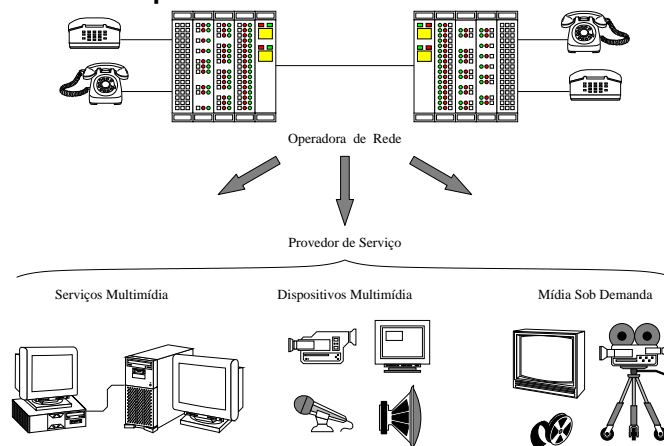 Operadora de Rede
Provedor de Serviço
Serviços Multimídia
Dispositivos Multimídia
Mídia Sob Demanda